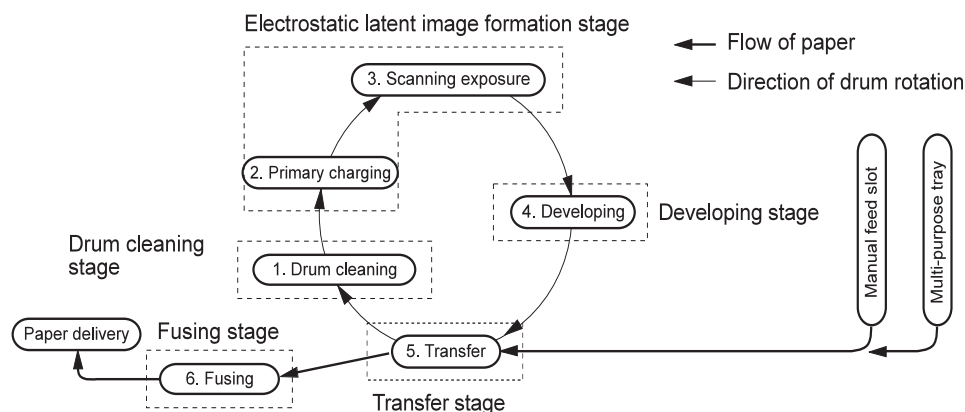 Electrostatic latent image formation stage
Flow of paper
3. Scanning exposure
Direction of drum rotation
2. Primary charging
Manual feed slot
Multi-purpose tray
4. Developing
Developing stage
Drum cleaning
stage
1. Drum cleaning
Paper delivery
Fusing stage
5. Transfer
6. Fusing
Transfer stage